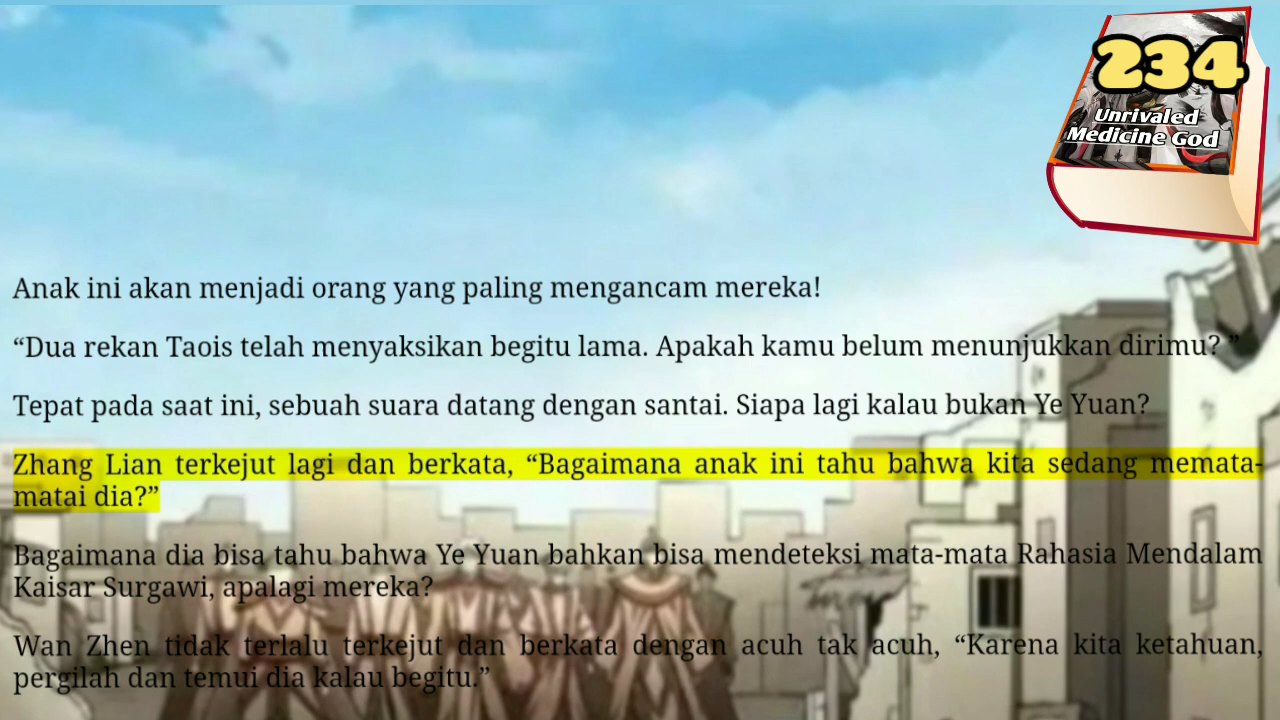 234
Unrivaled
Medicine God
Anak ini akan menjadi orang yang paling mengancam mereka!
“Dua rekan Taois telah menyaksikan begitu lama. Apakah kamu belum menunjukkan dirimu? ”
Tepat pada saat ini, sebuah suara datang dengan santai. Siapa lagi kalau bukan Ye Yuan?
Zhang Lian terkejut lagi dan berkata, “Bagaimana anak ini tahu bahwa kita sedang memata-
matai dia?”
Bagaimana dia bisa tahu bahwa Ye Yuan bahkan bisa mendeteksi mata-mata Rahasia Mendalam
Kaisar Surgawi, apalagi mereka?
Wan Zhen tidak terlalu terkejut dan berkata dengan acuh tak acuh, “Karena kita ketahuan,
pergilah dan temui dia kalau begitu.”